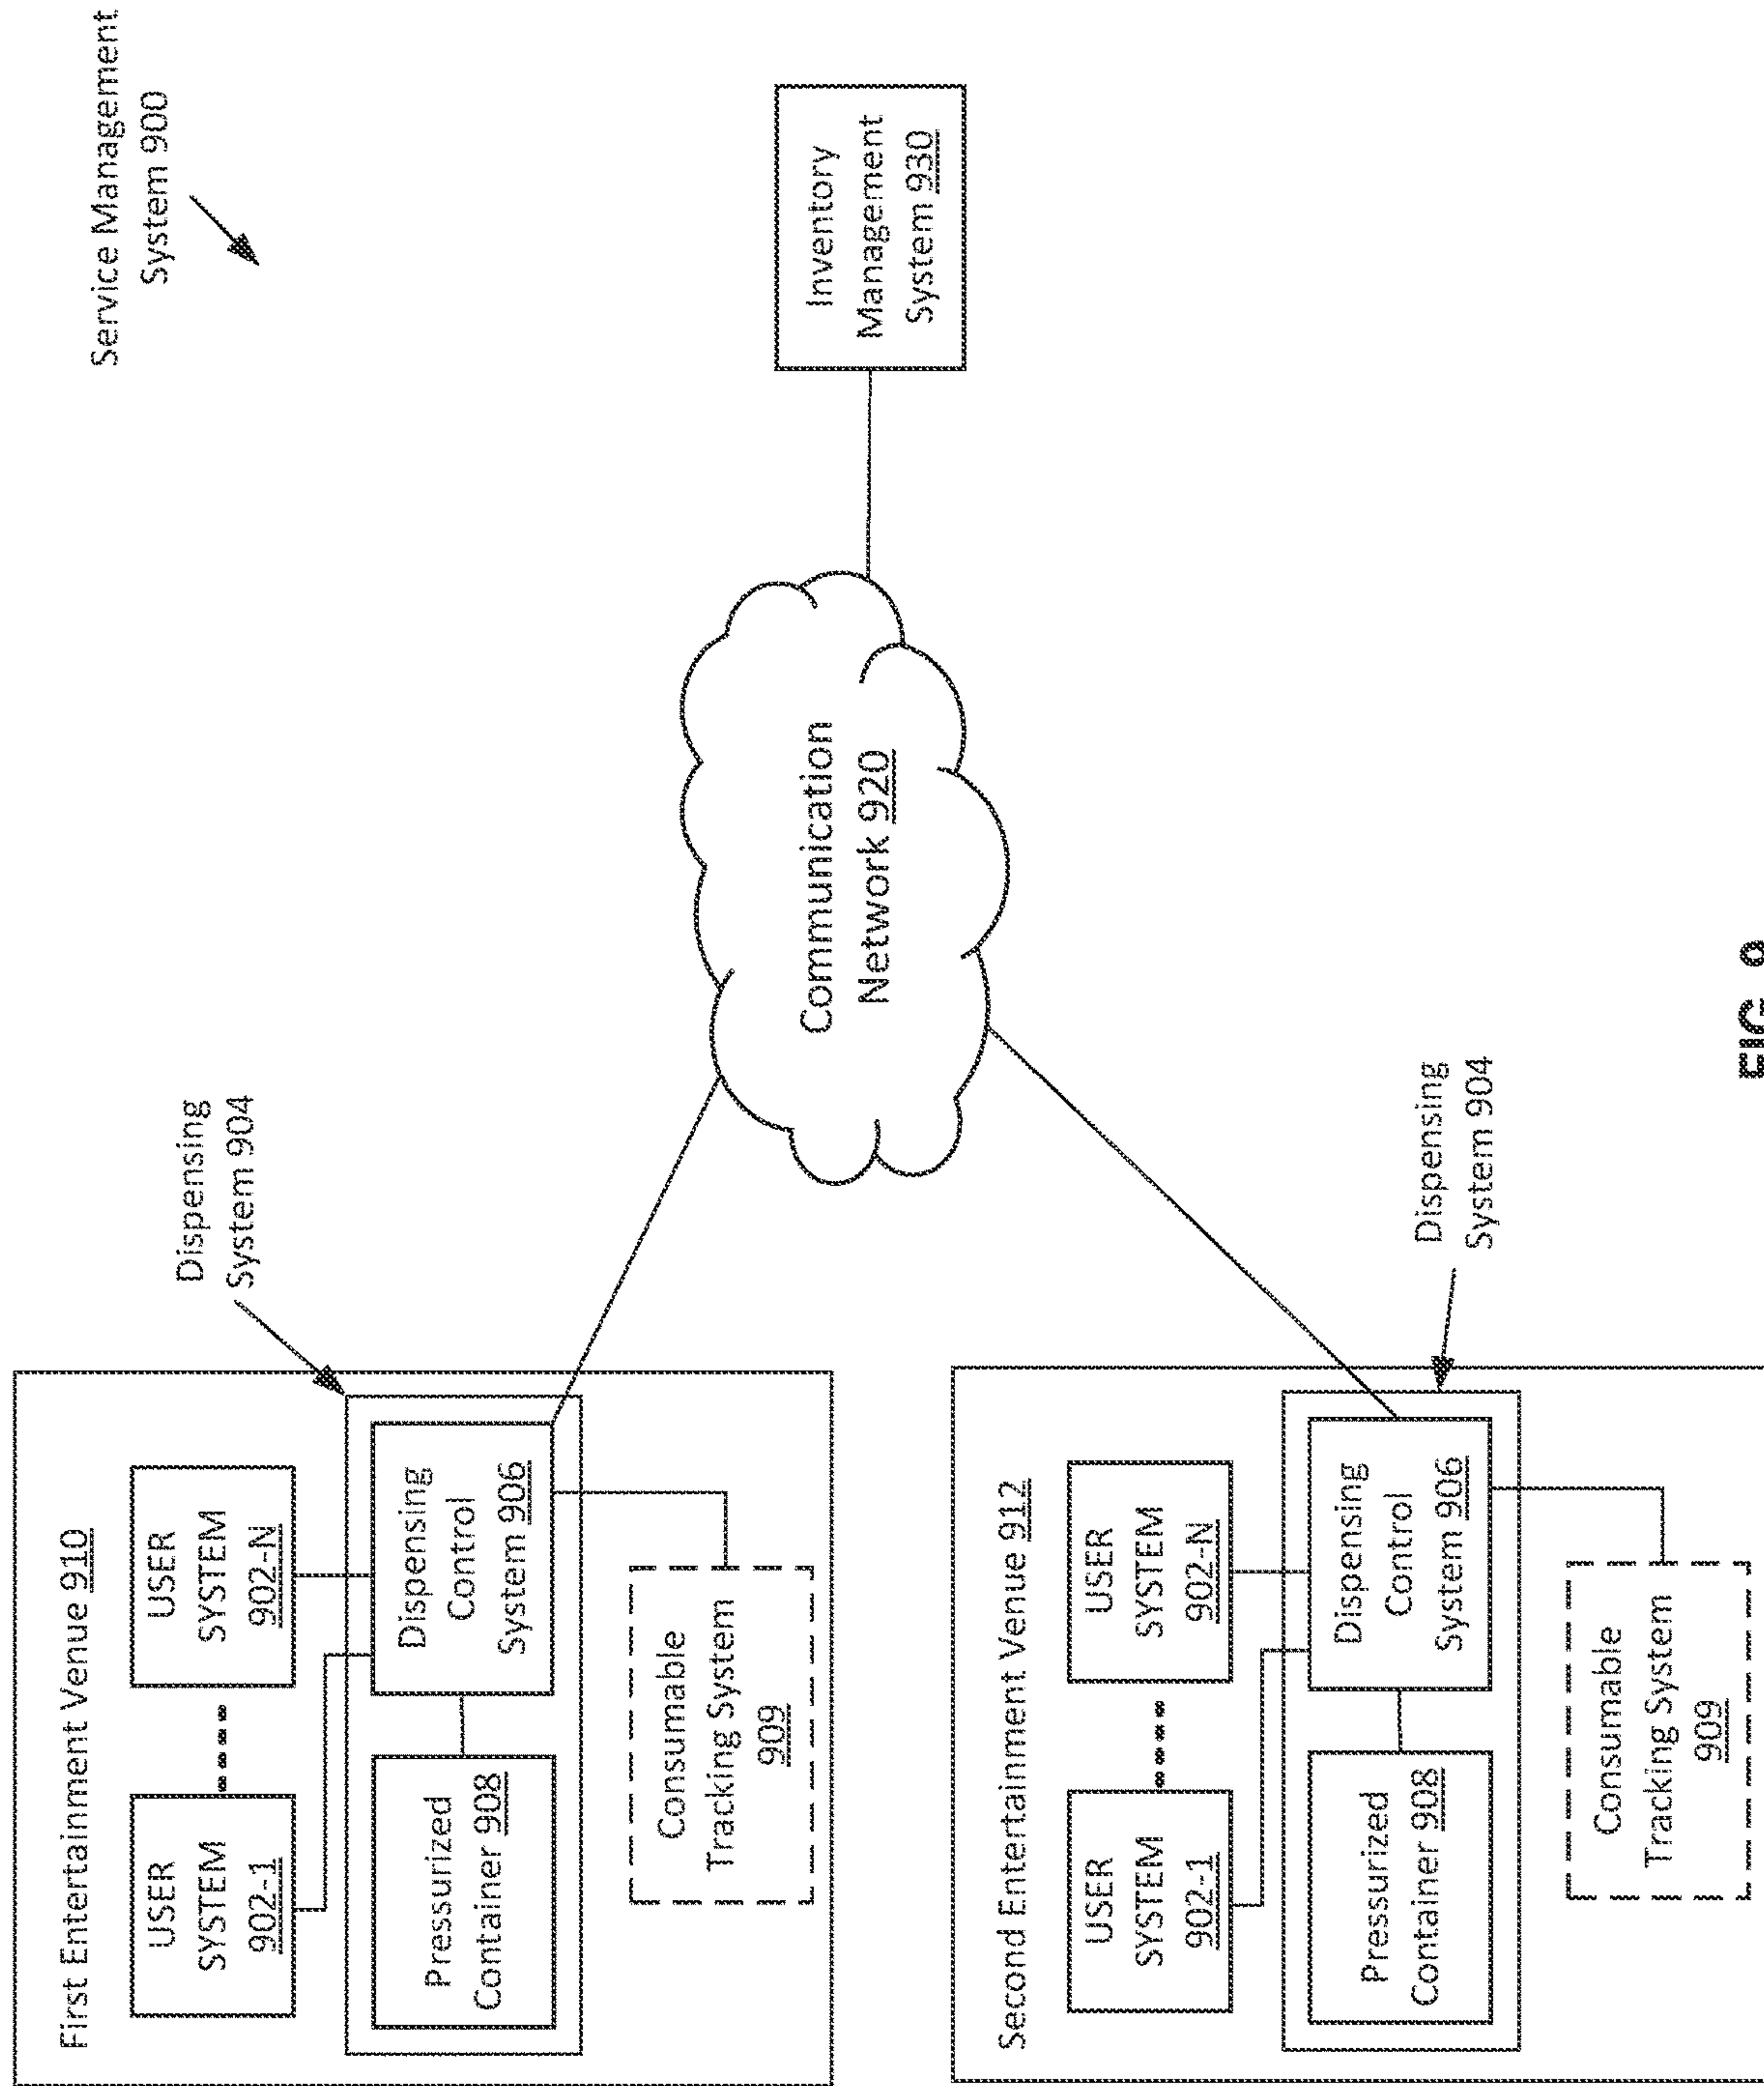 Service Management
System 900
First Entertainment Venue 910
USER
SYSTEM
902-1
USER
SYSTEM
902-N
Dispensing
System 904
Pressurized
Container 908
Dispensing
Control
System 906
Consumable
Tracking System
909
Communication
Network 920
Inventory
Management
System 930
Second Entertainment Venue 912
USER
SYSTEM
902-1
USER
SYSTEM
902-N
Dispensing
System 904
Pressurized
Container 908
Dispensing
Control
System 906
Consumable
Tracking System
909
FIG. 9